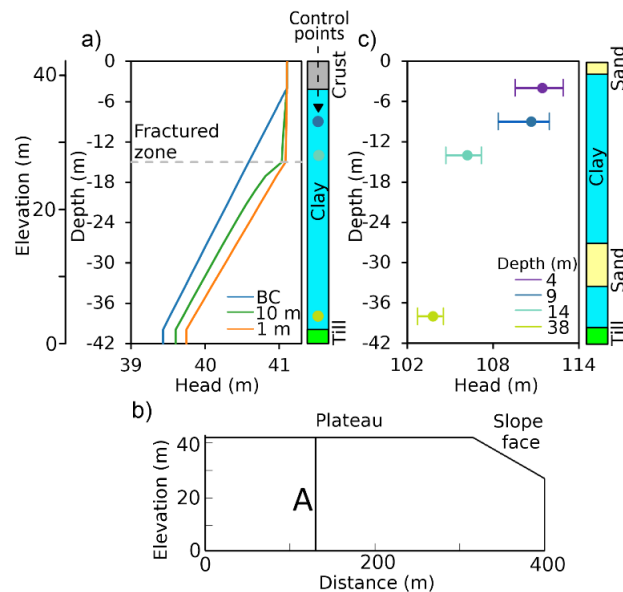 Control
points
a)
c)
0
-6
-12
-18
-24
-30
-36
-42
40
20
0
Elevation (m)
Depth (m)
Fractured
zone
BC
10 m
1 m
39
40
41
Head (m)
Crust
Clay
Till
0
-6
-12
-18
-24
-30
-36
-42
Depth (m)
Depth (m)
4
9
14
38
102
108
114
Head (m)
Sand
Clay
Sand
Till
b)
Plateau
Slope
face
Elevation (m)
40
20
0
A
0
200
400
Distance (m)